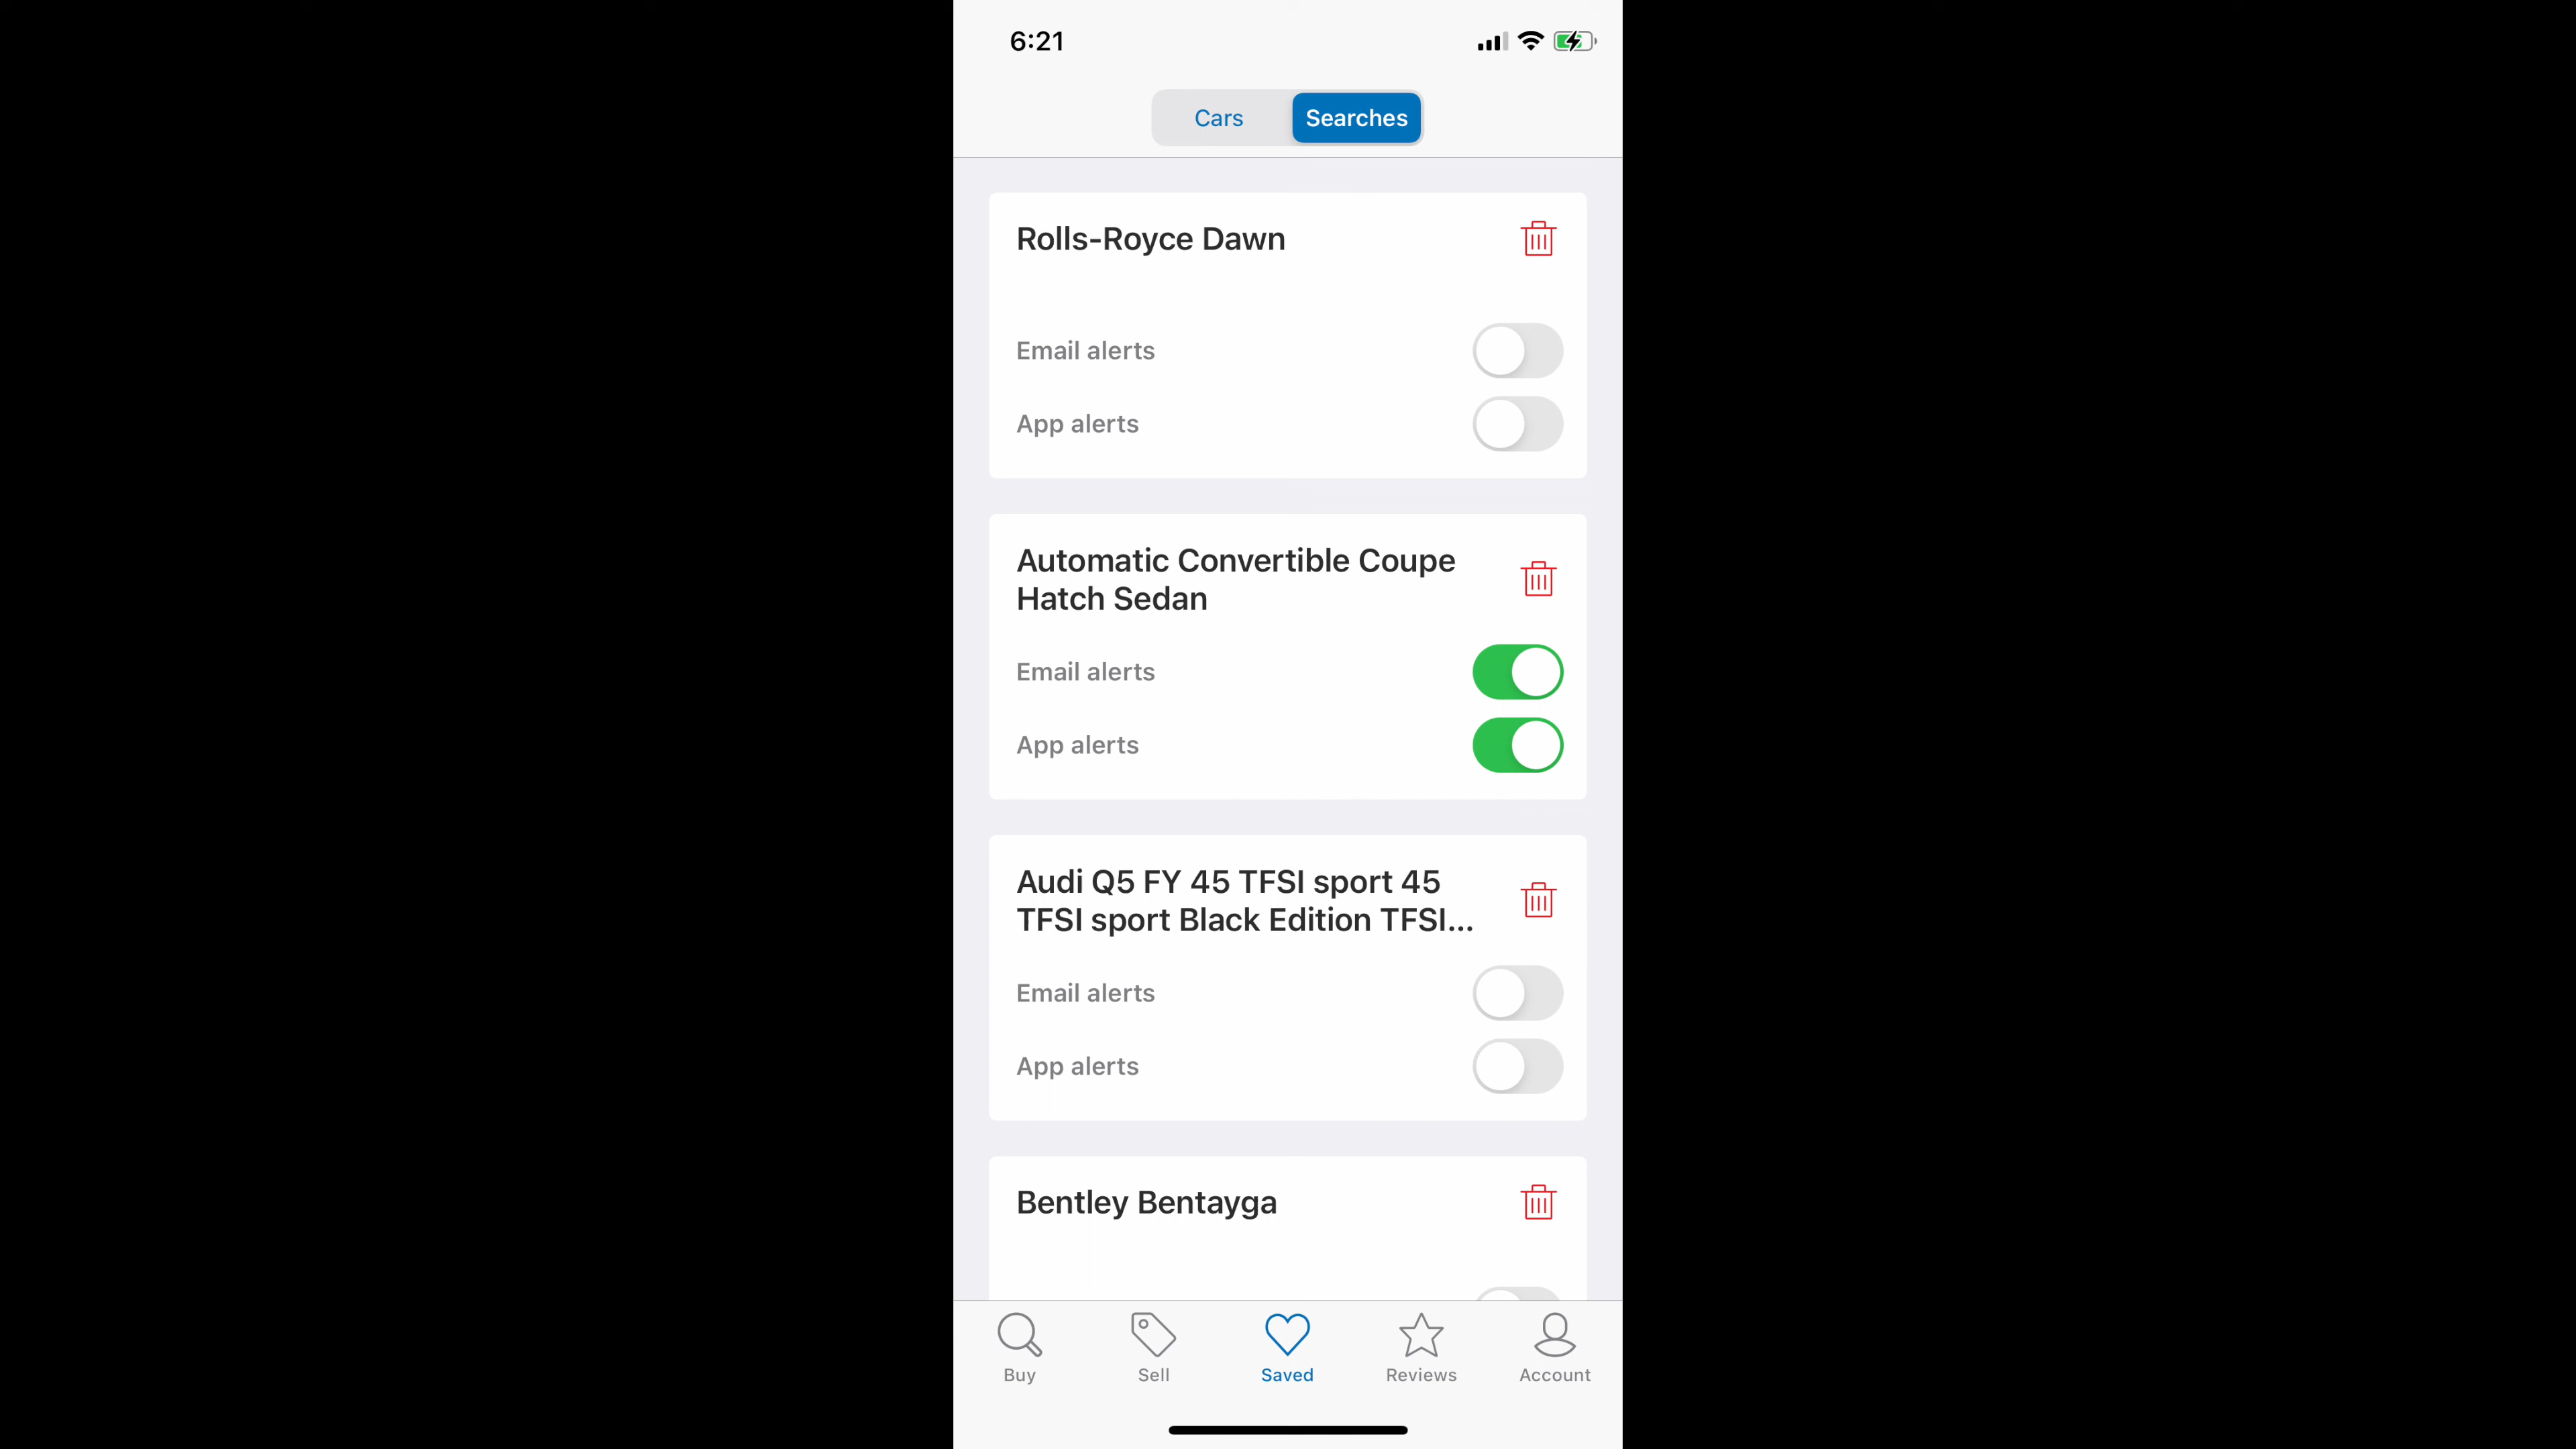 6:21
Cars
Searches
Rolls-Royce Dawn
Email alerts
App alerts
Automatic Convertible Coupe
Hatch Sedan
Email alerts
App alerts
Audi Q5 FY 45 TFSI sport 45
TFSI sport Black Edition TFSI...
Email alerts
App alerts
Bentley Bentayga
Buy
Sell
Saved
Reviews
Account